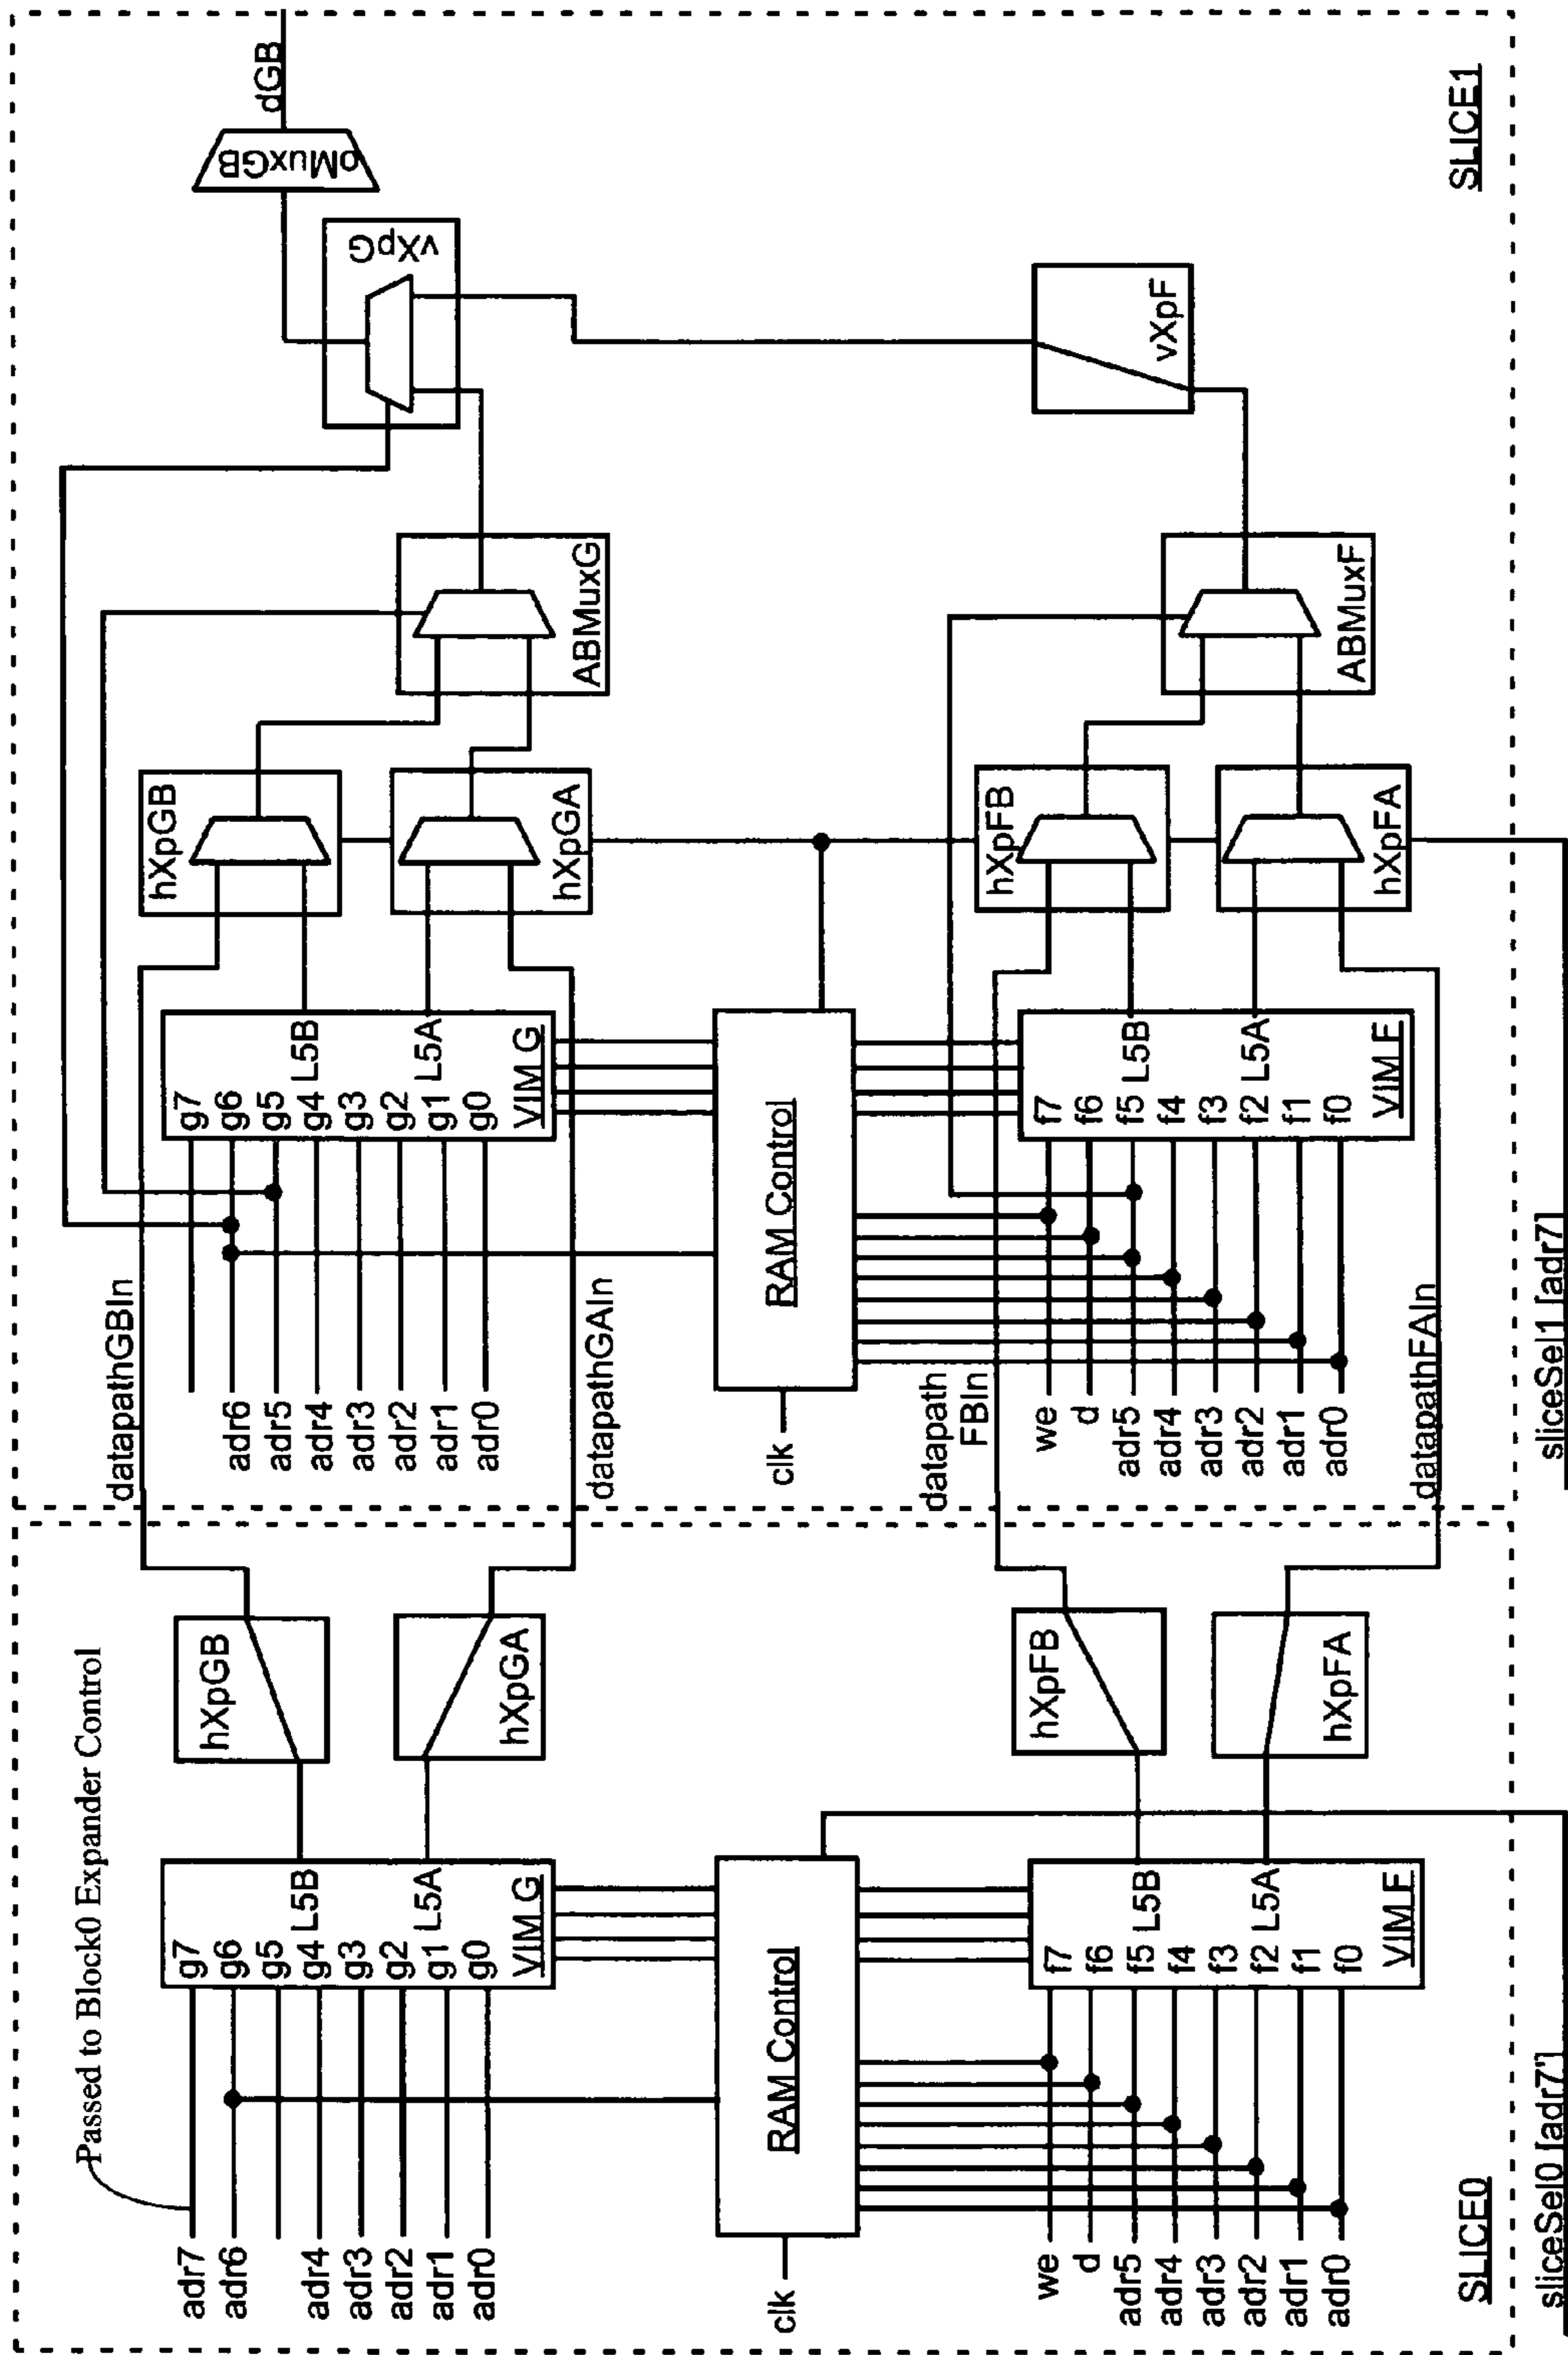 Passed to Block0 Expander Control
adr7
adr6
adr4
adr3
adr2
adr1
adr0
g7
g6
g5
g4
g3
g2
g1
g0
L5B
L5A
VIM G
hXpGB
hXpGA
clk
RAM Control
we
d
adr5
adr4
adr3
adr2
adr1
adr0
f7
f6
f5
f4
f3
f2
f1
f0
L5B
L5A
VIM F
hXpFB
hXpFA
SLICE0
sliceSel0 [adr7']
datapathGBIn
adr6
adr5
adr4
adr3
adr2
adr1
adr0
datapathGAIn
g7
g6
g5
g4
g3
g2
g1
g0
L5B
L5A
VIM G
hXpGB
hXpGA
ABMuxG
vXpG
oMuxGB
dGB
clk
RAM Control
datapath
FBIn
we
d
adr5
adr4
adr3
adr2
adr1
adr0
datapathFAIn
f7
f6
f5
f4
f3
f2
f1
f0
L5B
L5A
VIM F
hXpFB
hXpFA
ABMuxF
vXpF
SLICE1
sliceSel1 [adr7]